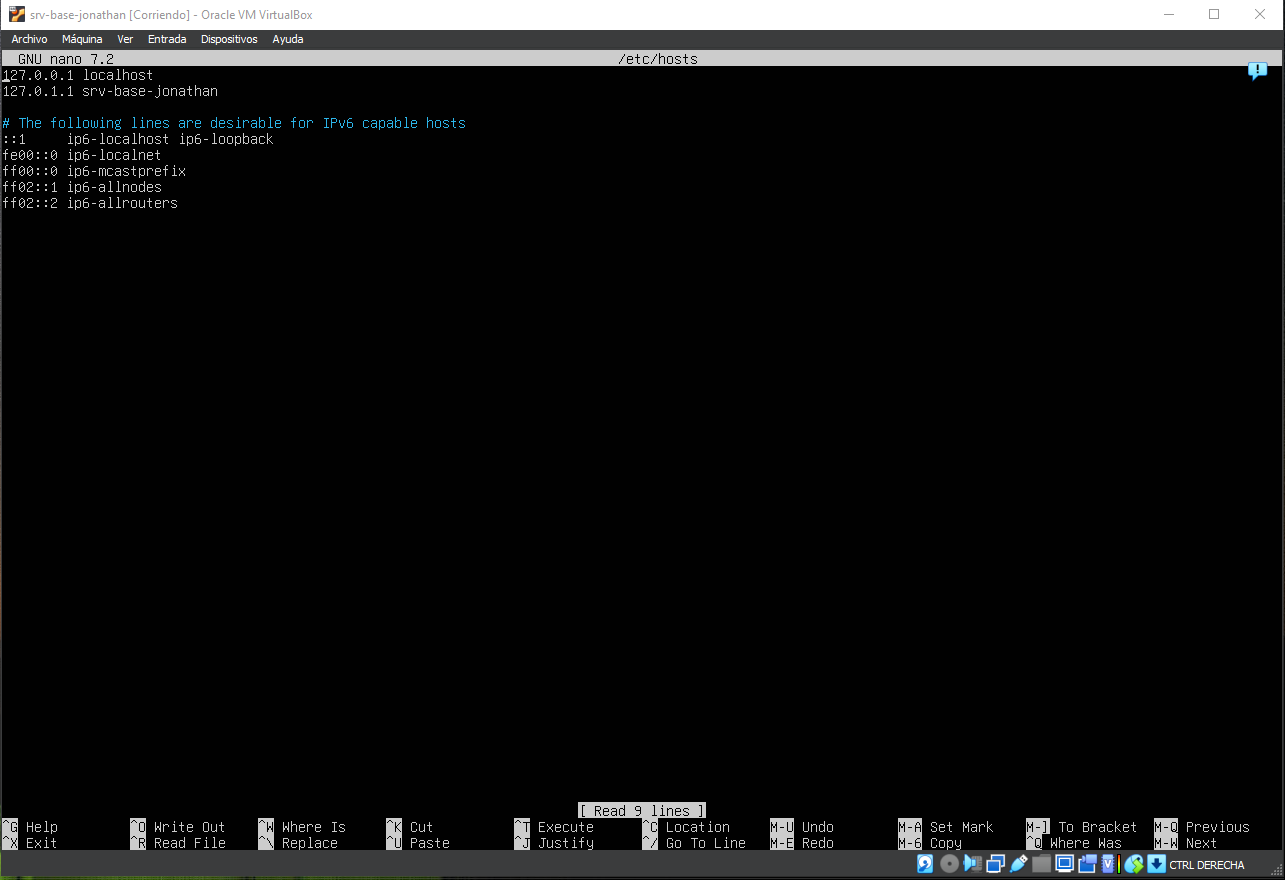 srv-base-jonathan [Corriendo] - Oracle VM VirtualBox
Archivo Máquina Ver Entrada Dispositivos Ayuda
GNU nano 7.2 /etc/hosts
127.0.0.1 localhost
127.0.1.1 srv-base-jonathan
# The following lines are desirable for IPv6 capable hosts
::1 ip6-localhost ip6-loopback
fe00::0 ip6-localnet
ff00::0 ip6-mcastprefix
ff02::1 ip6-allnodes
ff02::2 ip6-allrouters
[ Read 9 lines ]
^G Help ^O Write Out ^W Where Is ^K Cut ^T Execute ^C Location M-U Undo M-A Set Mark M-] To Bracket M-Q Previous
^X Exit ^R Read File ^\ Replace ^U Paste ^J Justify ^/ Go To Line M-E Redo M-6 Copy ^Q Where Was M-W Next
CTRL DERECHA